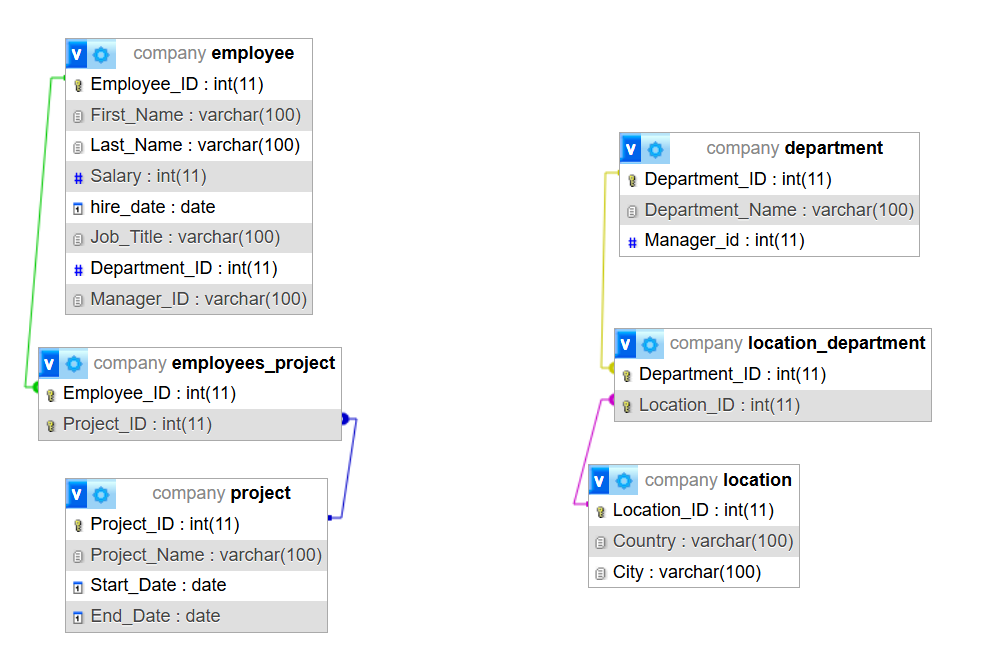 v company employee
Employee_ID : int(11)
First_Name : varchar(100)
Last_Name : varchar(100)
# Salary : int(11)
hire_date : date
Job_Title : varchar(100)
# Department_ID : int(11)
Manager_ID : varchar(100)
v company employees_project
Employee_ID : int(11)
Project_ID : int(11)
v company project
Project_ID : int(11)
Project_Name : varchar(100)
Start_Date : date
End_Date : date
v company department
Department_ID : int(11)
Department_Name : varchar(100)
# Manager_id : int(11)
v company location_department
Department_ID : int(11)
Location_ID : int(11)
v company location
Location_ID : int(11)
Country : varchar(100)
City : varchar(100)